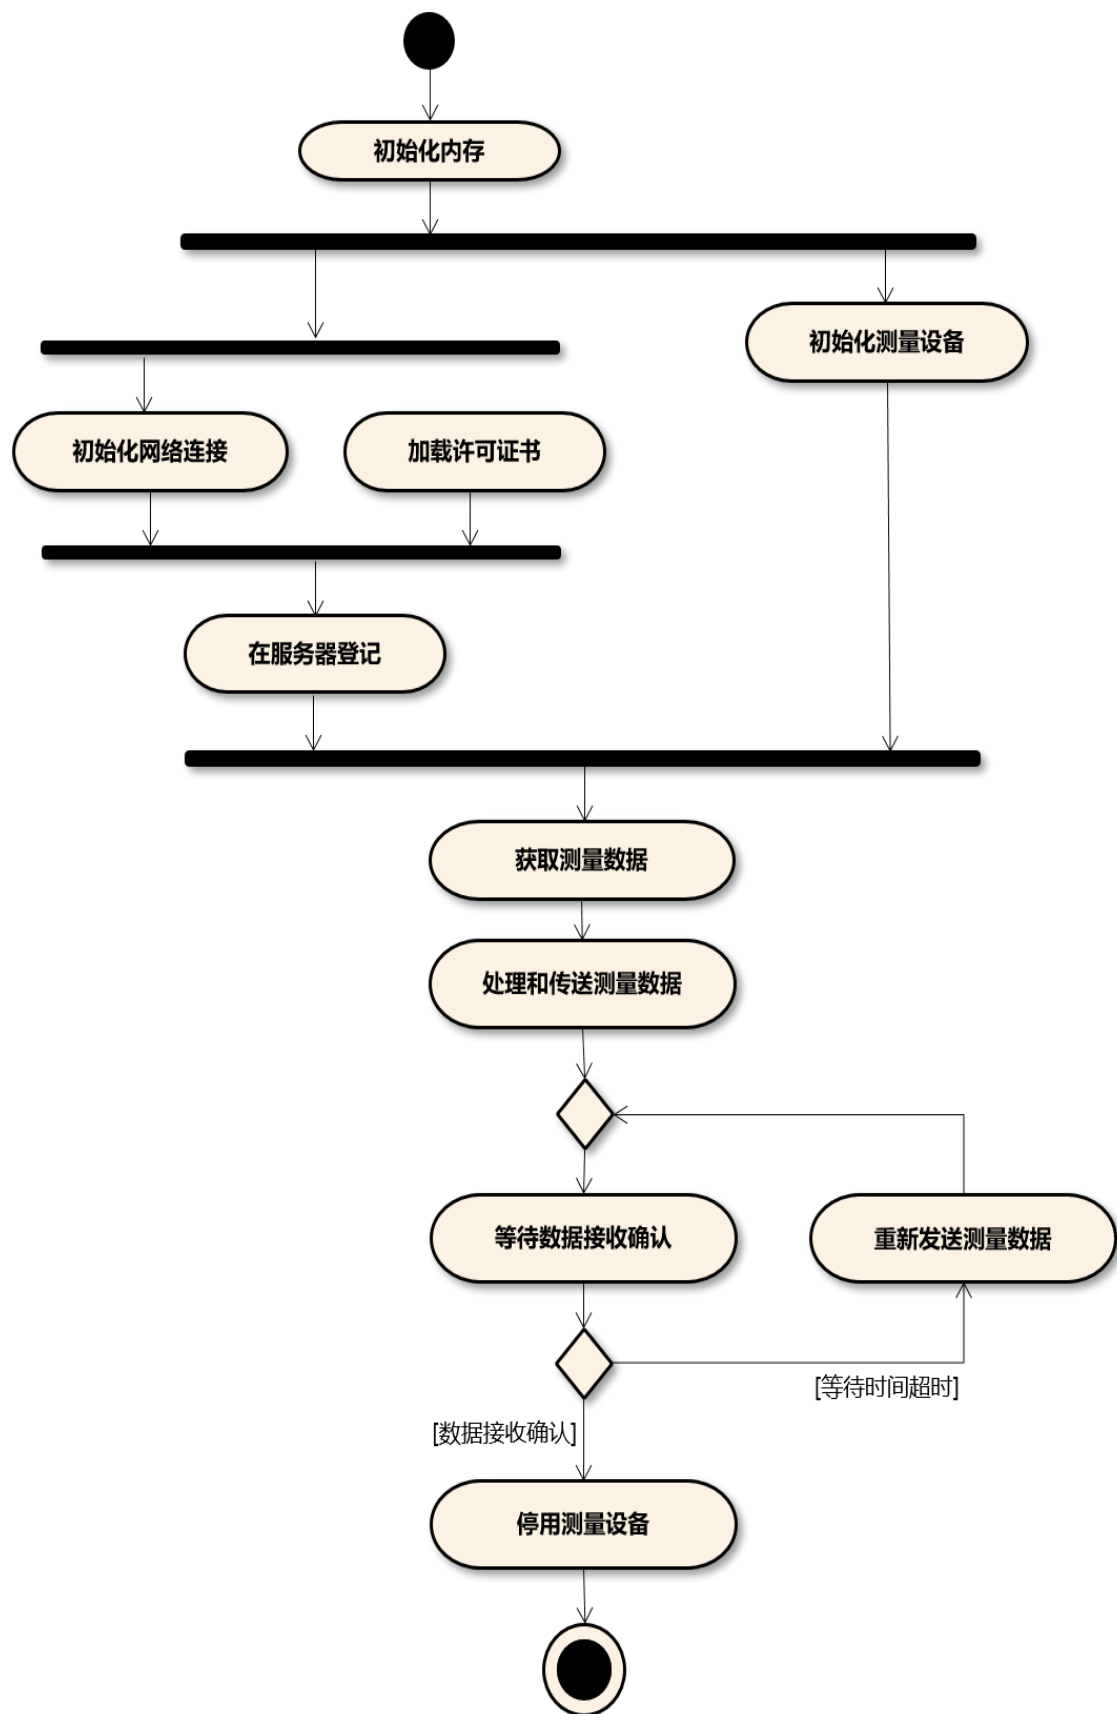 初始化内存
初始化测量设备
初始化网络连接
加载许可证书
在服务器登记
获取测量数据
处理和传送测量数据
等待数据接收确认
重新发送测量数据
[等待时间超时]
[数据接收确认]
停用测量设备